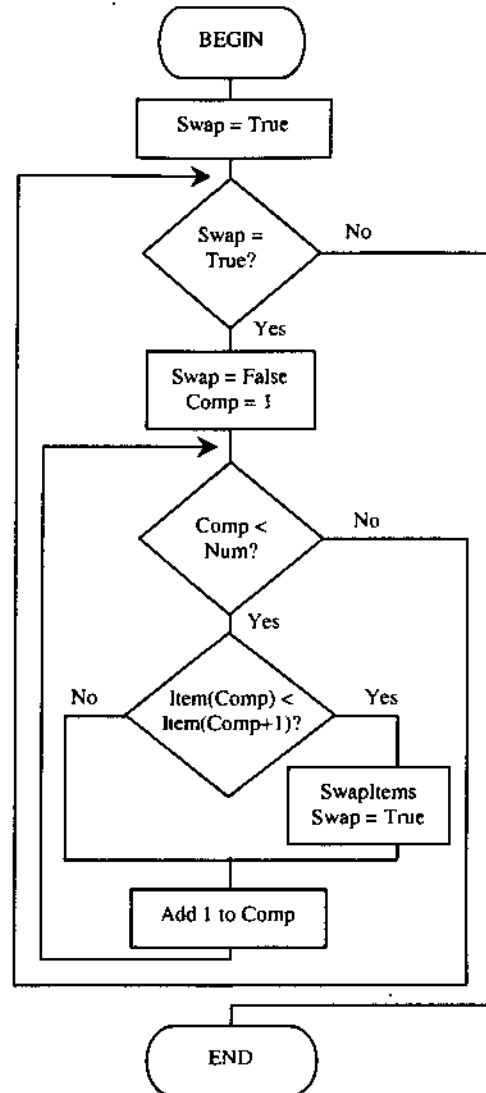 BEGIN
Swap = True
Swap =
True?
No
Yes
Swap = False
Comp = 1
Comp <
Num?
No
Yes
No
Item(Comp) <
Item(Comp+1)?
Yes
SwapItems
Swap = True
Add 1 to Comp
END